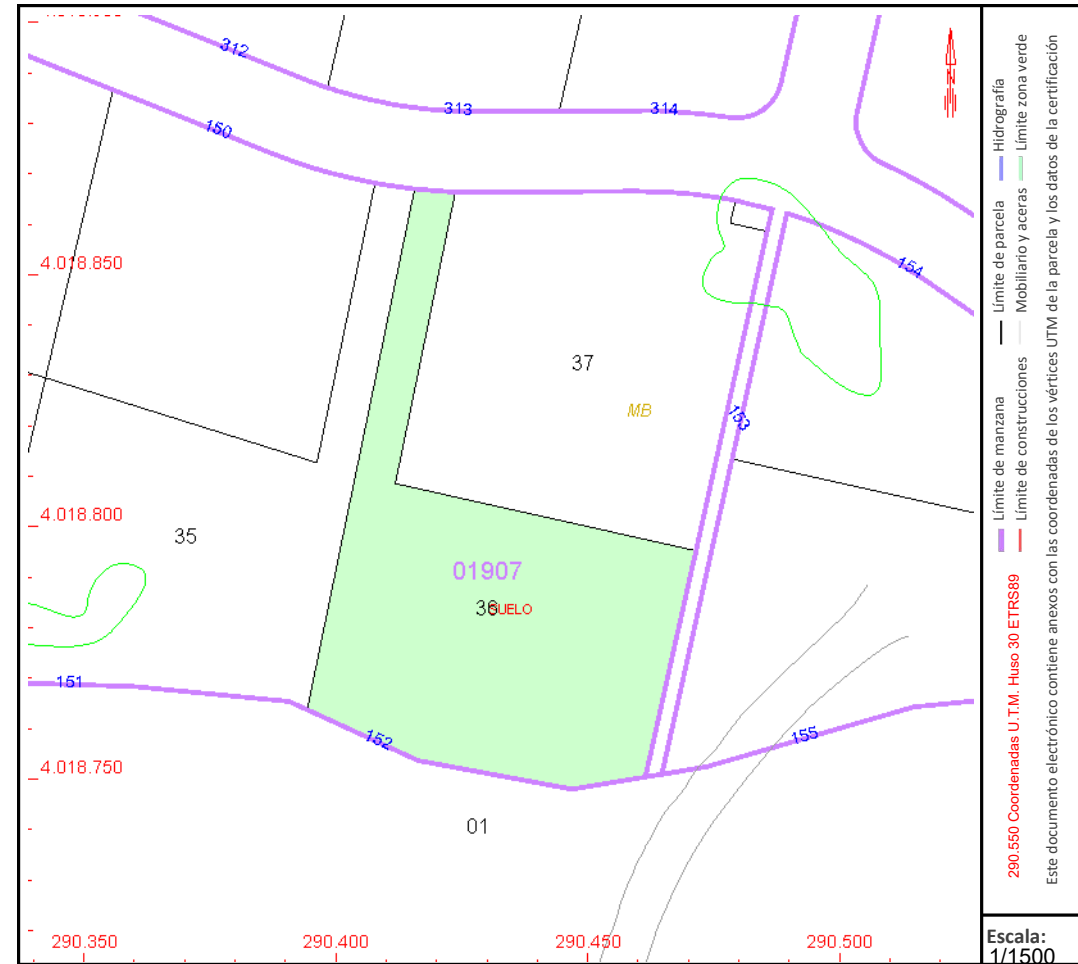 312
313
314
150
4.018.850
154
37
MB
153
4.018.800
35
01907
36
SUELO
151
152
155
4.018.750
01
290.350
290.400
290.450
290.500
N
290.550 Coordenadas U.T.M. Huso 30 ETRS89
Límite de manzana
Límite de parcela
Hidrografía
Límite de construcciones
Mobiliario y aceras
Límite zona verde
Este documento electrónico contiene anexos con las coordenadas de los vértices UTM de la parcela y los datos de la certificación
Escala:
1/1500